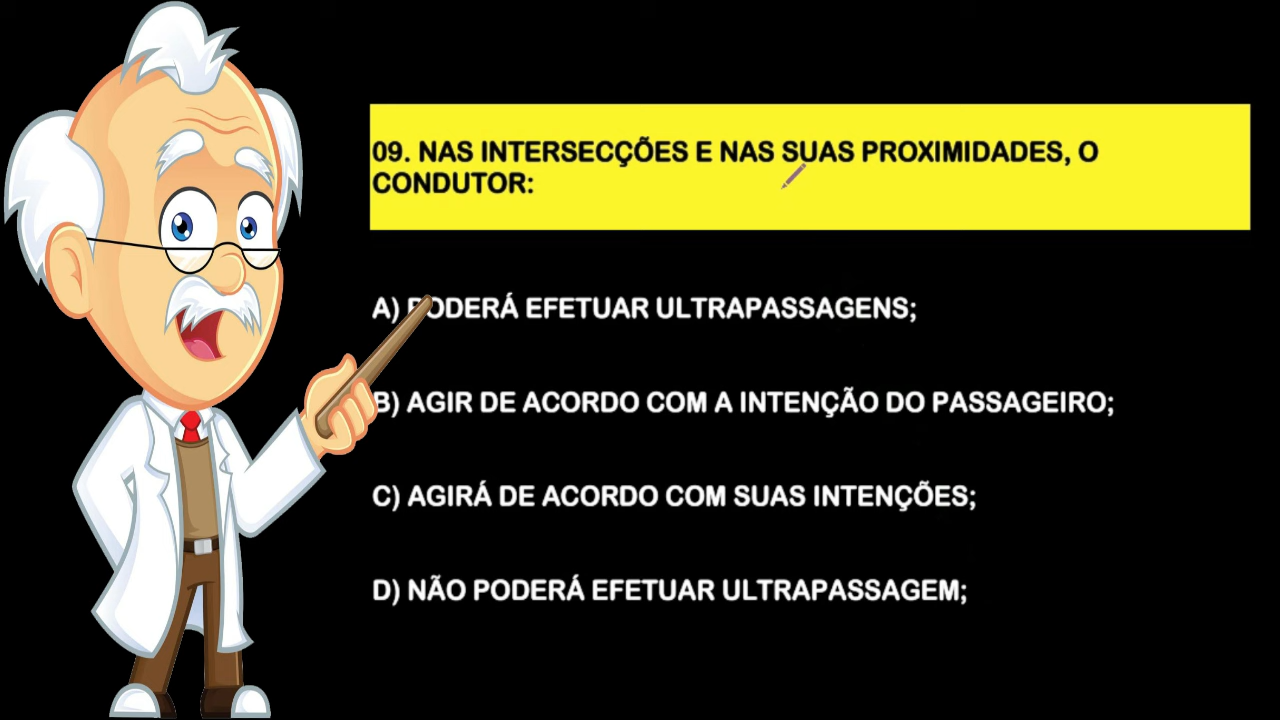 09. NAS INTERSECÇÕES E NAS SUAS PROXIMIDADES, O
CONDUTOR:
A) PODERÁ EFETUAR ULTRAPASSAGENS;
B) AGIR DE ACORDO COM A INTENÇÃO DO PASSAGEIRO;
C) AGIRÁ DE ACORDO COM SUAS INTENÇÕES;
D) NÃO PODERÁ EFETUAR ULTRAPASSAGEM;